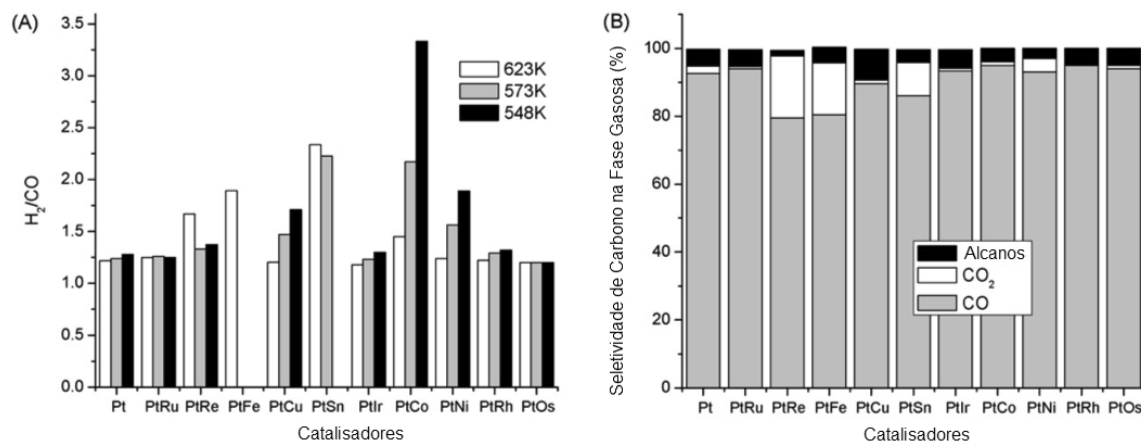 (A)
3.5
3.0
2.5
2.0
1.5
1.0
0.5
0.0
H₂/CO
623K
573K
548K
Pt PtRu PtRe PtFe PtCu PtSn PtIr PtCo PtNi PtRh PtOs
Catalisadores
(B)
100
80
60
40
20
0
Seletividade de Carbono na Fase Gasosa (%)
Alcanos
CO₂
CO
Pt PtRu PtRe PtFe PtCu PtSn PtIr PtCo PtNi PtRh PtOs
Catalisadores